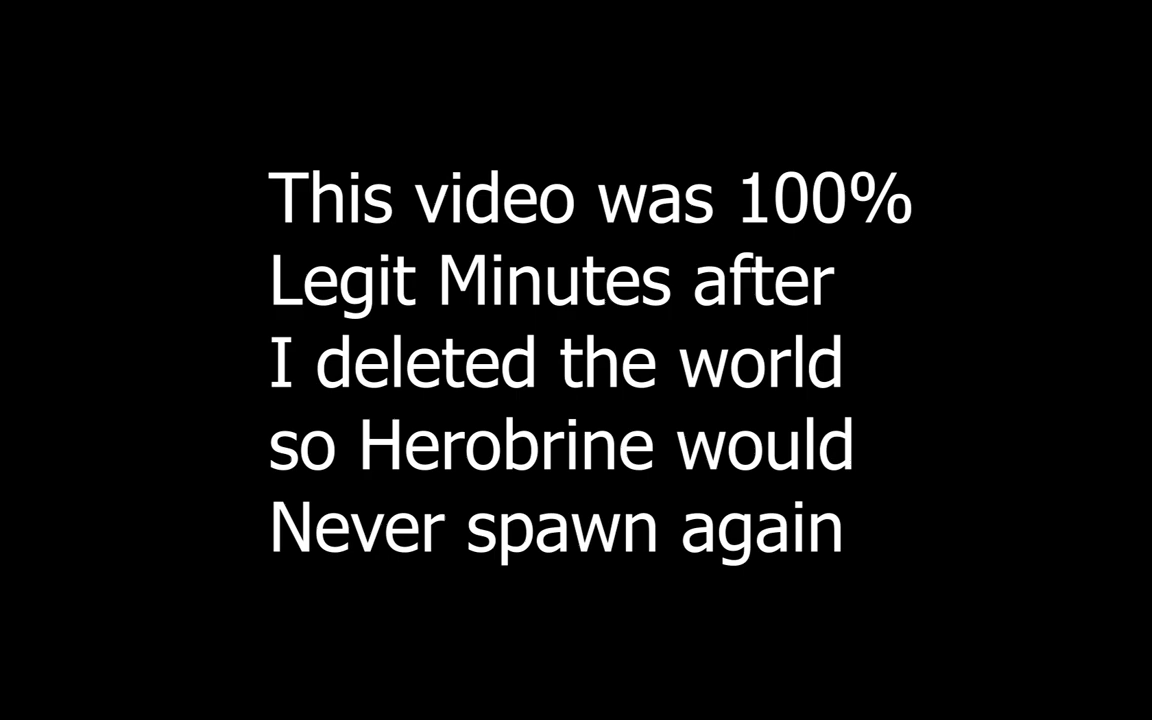 This video was 100%
Legit Minutes after
I deleted the world
so Herobrine would
Never spawn again